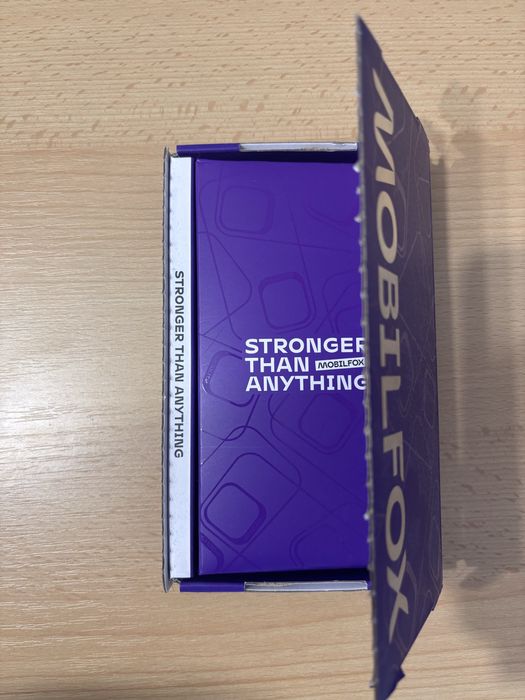 STRONGER THAN ANYTHING
STRONGER
THAN MOBILFOX
ANYTHING
MOBILFOX